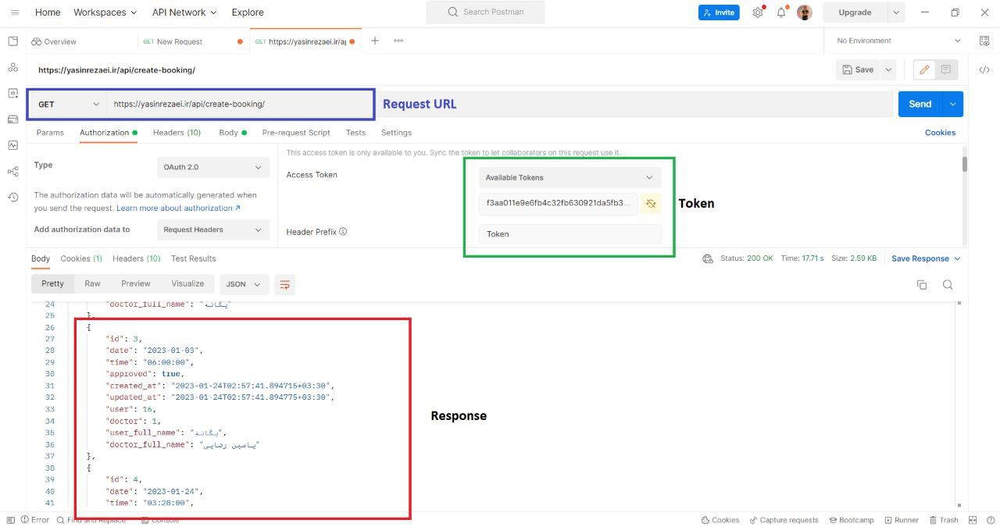 Home Workspaces API Network Explore Search Postman Invite Upgrade
Overview GET New Request GET https://yasinrezaei.ir/ap No Environment
https://yasinrezaei.ir/api/create-booking/ Save
GET https://yasinrezaei.ir/api/create-booking/ Request URL Send
Params Authorization Headers (10) Body Pre-request Script Tests Settings Cookies
This access token is only available to you. Sync the token to let collaborators on this request use it.
Type OAuth 2.0 Access Token Available Tokens
The authorization data will be automatically generated when
you send the request. Learn more about authorization ↗
f3aa011e9e6fb4c32fb630921da5fb3... Token
Add authorization data to Request Headers Header Prefix Token
Body Cookies (1) Headers (10) Test Results Status: 200 OK Time: 17.71 s Size: 2.59 KB Save Response
Pretty Raw Preview Visualize JSON
24 "doctor_full_name": "یگانه"
25 },
26 {
27 "id": 3,
28 "date": "2023-01-03",
29 "time": "06:00:00",
30 "approved": true,
31 "created_at": "2023-01-24T02:57:41.894715+03:30",
32 "updated_at": "2023-01-24T02:57:41.894775+03:30",
33 "user": 16,
Response
34 "doctor": 1,
35 "user_full_name": "یگانه",
36 "doctor_full_name": "یاسین رضایی"
37 },
38 {
39 "id": 4,
40 "date": "2023-01-24",
41 "time": "03:28:00",
Error Find and Replace Console Cookies Capture requests Bootcamp Runner Trash